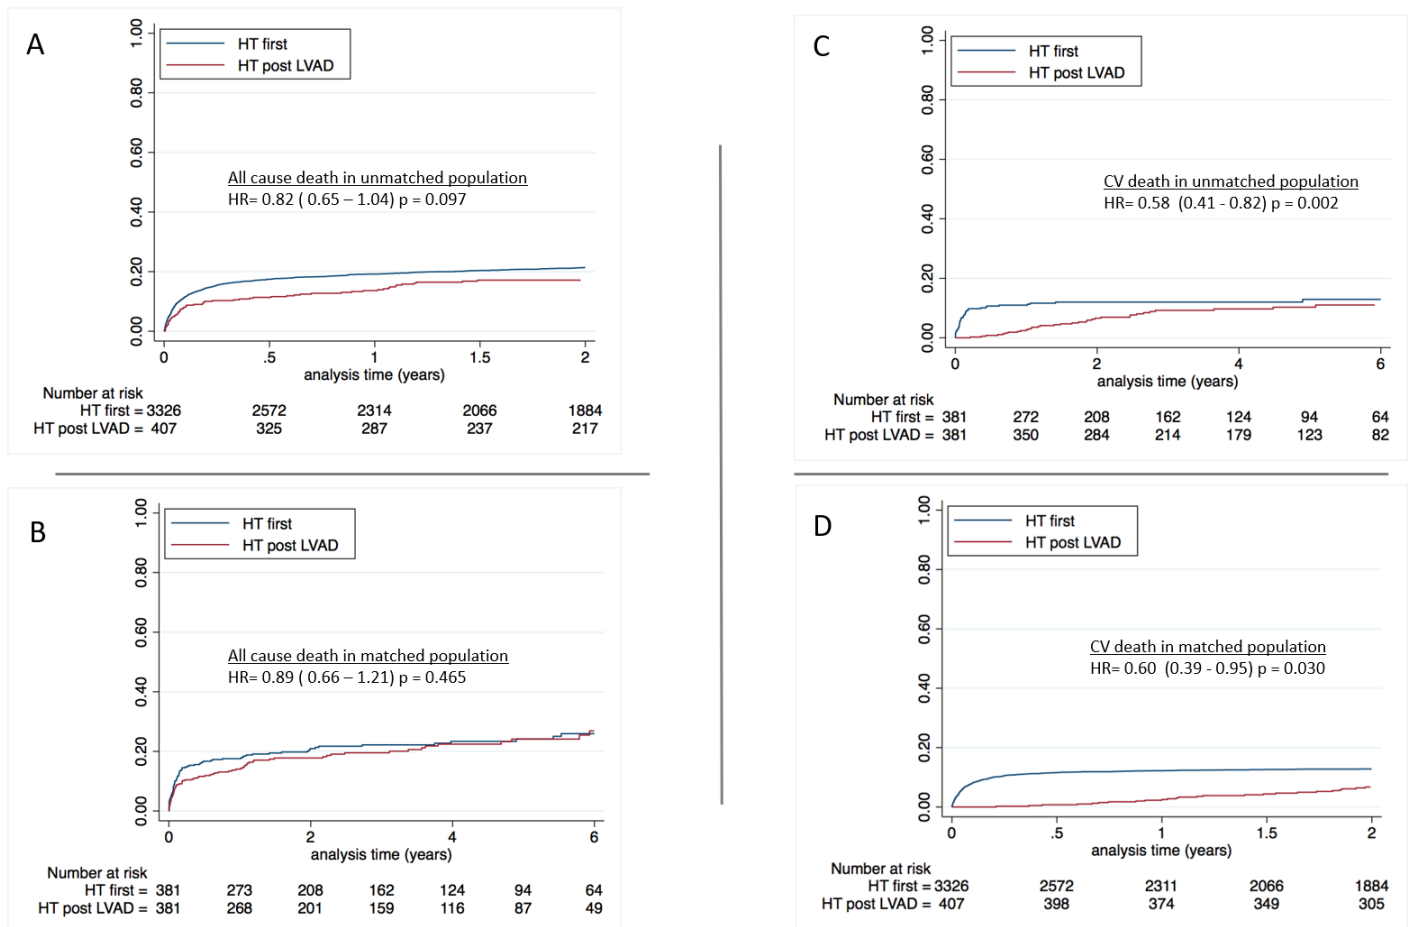 A
HT first
HT post LVAD
1.00
0.80
0.60
0.40
0.20
0.00
All cause death in unmatched population
HR= 0.82 ( 0.65 – 1.04) p = 0.097
0 .5 1 1.5 2
analysis time (years)
Number at risk
HT first = 3326 2572 2314 2066 1884
HT post LVAD = 407 325 287 237 217
B
HT first
HT post LVAD
1.00
0.80
0.60
0.40
0.20
0.00
All cause death in matched population
HR= 0.89 ( 0.66 – 1.21) p = 0.465
0 2 4 6
analysis time (years)
Number at risk
HT first = 381 273 208 162 124 94 64
HT post LVAD = 381 268 201 159 116 87 49
C
HT first
HT post LVAD
1.00
0.80
0.60
0.40
0.20
0.00
CV death in unmatched population
HR= 0.58 (0.41 - 0.82) p = 0.002
0 2 4 6
analysis time (years)
Number at risk
HT first = 381 272 208 162 124 94 64
HT post LVAD = 381 350 284 214 179 123 82
D
HT first
HT post LVAD
1.00
0.80
0.60
0.40
0.20
0.00
CV death in matched population
HR= 0.60 (0.39 - 0.95) p = 0.030
0 .5 1 1.5 2
analysis time (years)
Number at risk
HT first = 3326 2572 2311 2066 1884
HT post LVAD = 407 398 374 349 305